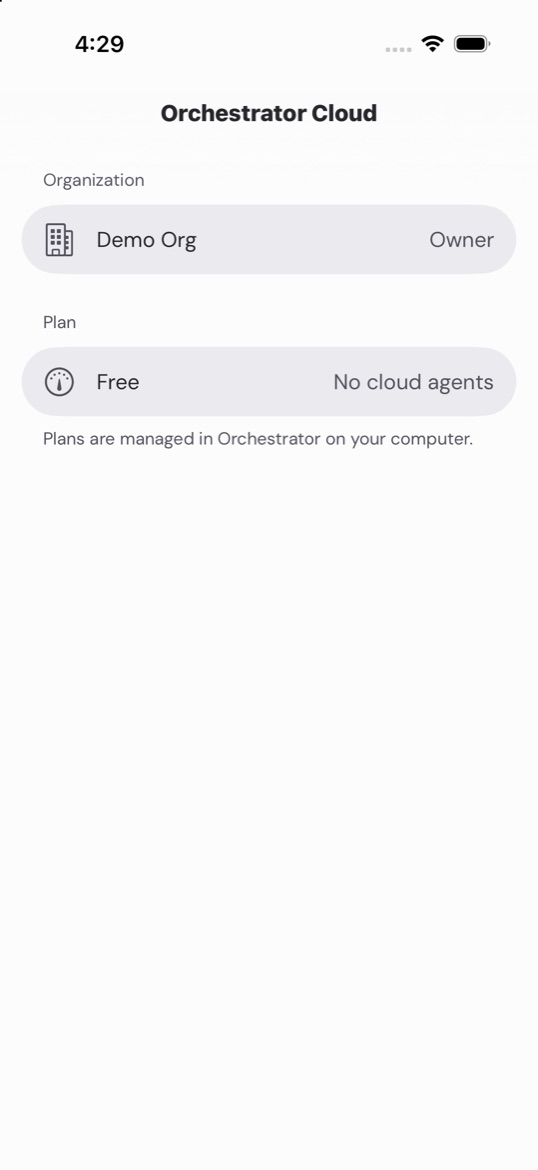 4:29
Orchestrator Cloud
Organization
Demo Org Owner
Plan
Free No cloud agents
Plans are managed in Orchestrator on your computer.